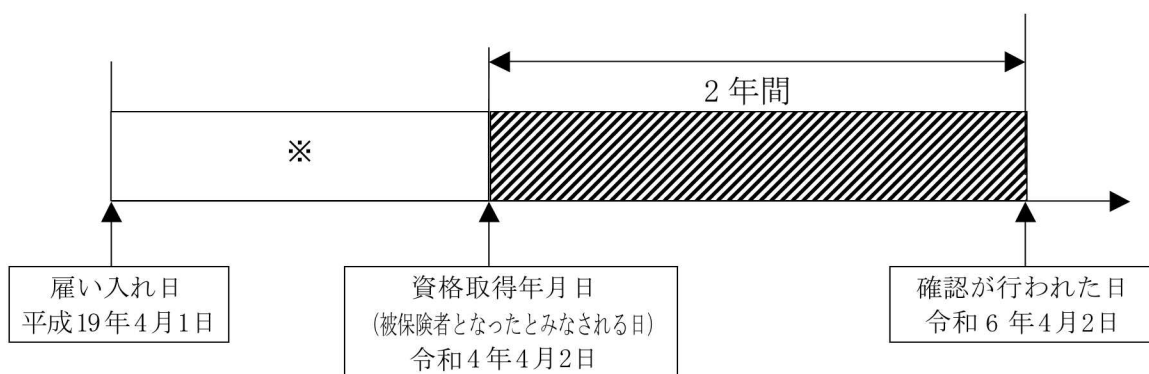 2年間
※
雇い入れ日
平成19年4月1日
資格取得年月日
(被保険者となったとみなされる日)
令和4年4月2日
確認が行われた日
令和6年4月2日